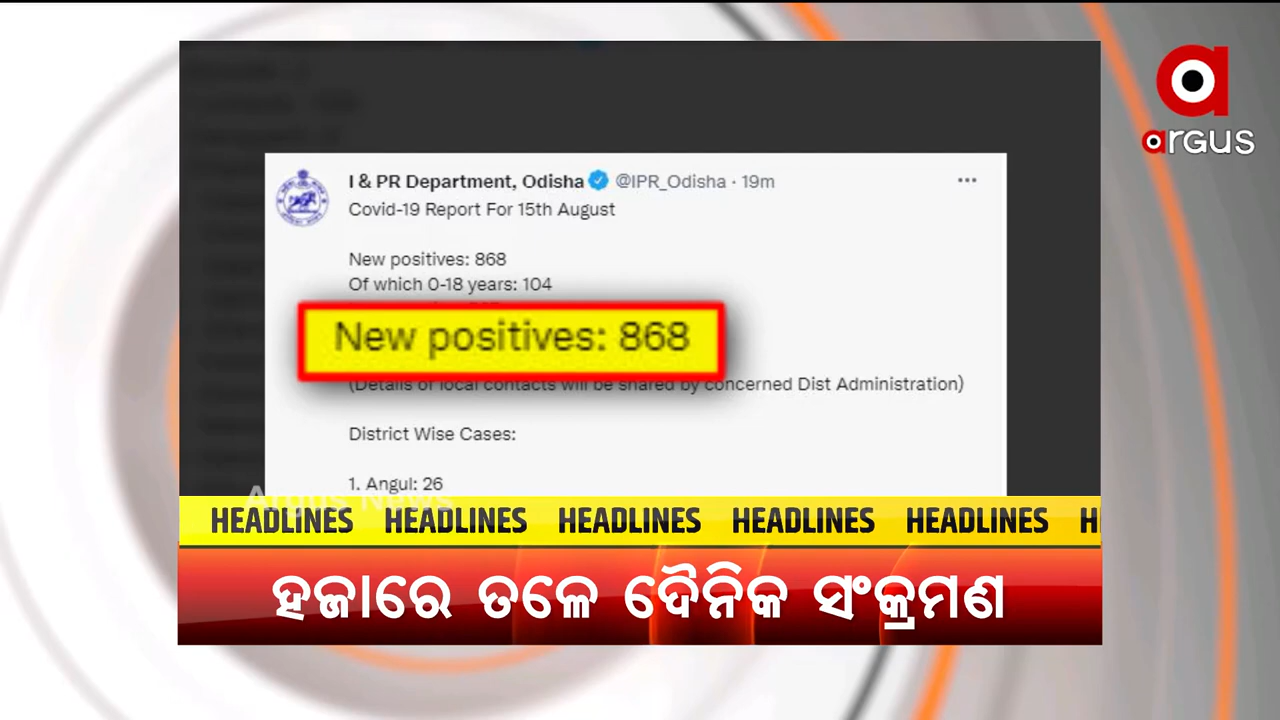 argus
I & PR Department, Odisha @IPR_Odisha · 19m
Covid-19 Report For 15th August
New positives: 868
Of which 0-18 years: 104
New positives: 868
(Details of local contacts will be shared by concerned Dist Administration)
District Wise Cases:
1. Angul: 26
Argus News
HEADLINES HEADLINES HEADLINES HEADLINES HEADLINES H
ହଜାରେ ତଳେ ଦୈନିକ ସଂକ୍ରମଣ